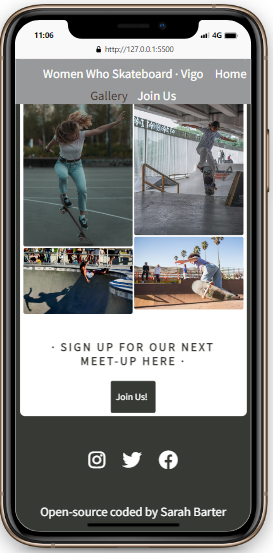 11:06
4G
http://127.0.0.1:5500
Women Who Skateboard · Vigo Home
Gallery Join Us
· SIGN UP FOR OUR NEXT
MEET-UP HERE ·
Join Us!
Open-source coded by Sarah Barter